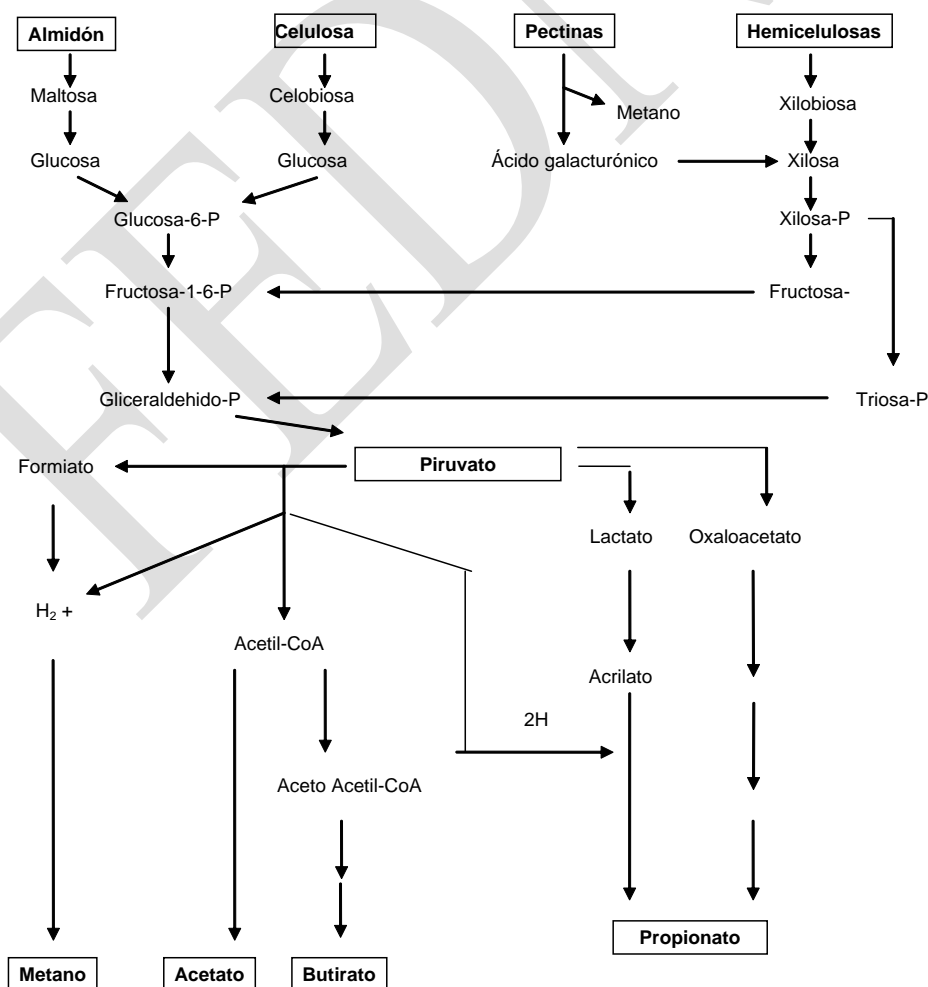 Almidón
Celulosa
Pectinas
Hemicelulosas
Maltosa
Celobiosa
Metano
Xilobiosa
Glucosa
Glucosa
Ácido galacturónico
Xilosa
Glucosa-6-P
Xilosa-P
Fructosa-1-6-P
Fructosa-
Gliceraldehido-P
Triosa-P
Formiato
Piruvato
Lactato
Oxaloacetato
H₂ +
Acetil-CoA
Acrilato
2H
Aceto Acetil-CoA
Propionato
Metano
Acetato
Butirato